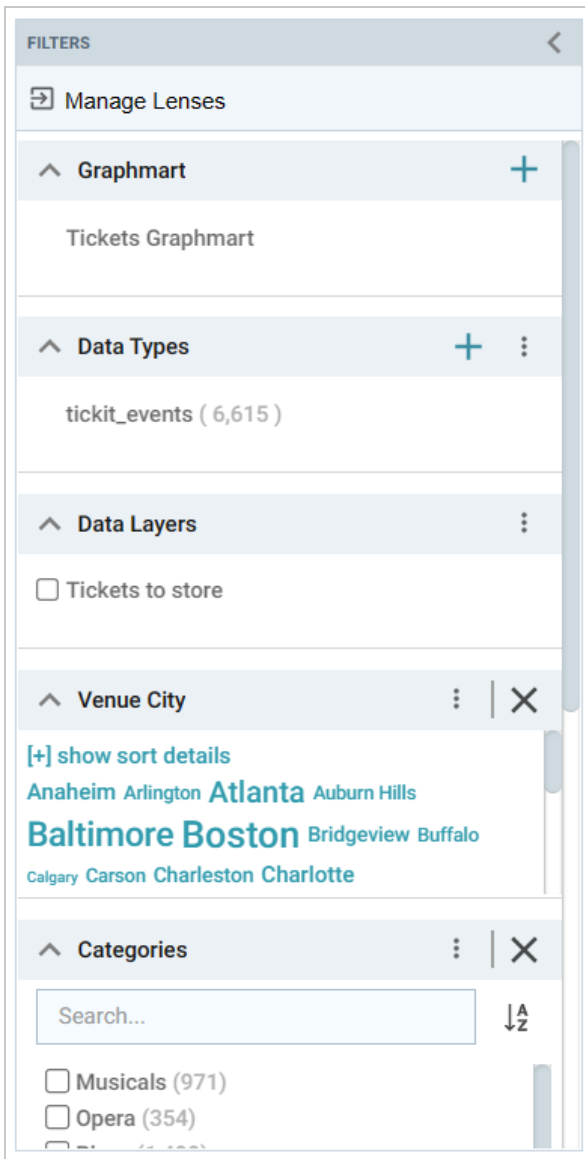 FILTERS
Manage Lenses
Graphmart
Tickets Graphmart
Data Types
tickit_events ( 6,615 )
Data Layers
Tickets to store
Venue City
[+] show sort details
Anaheim Arlington Atlanta Auburn Hills
Baltimore Boston Bridgeview Buffalo
Calgary Carson Charleston Charlotte
Categories
Search...
Musicals (971)
Opera (354)